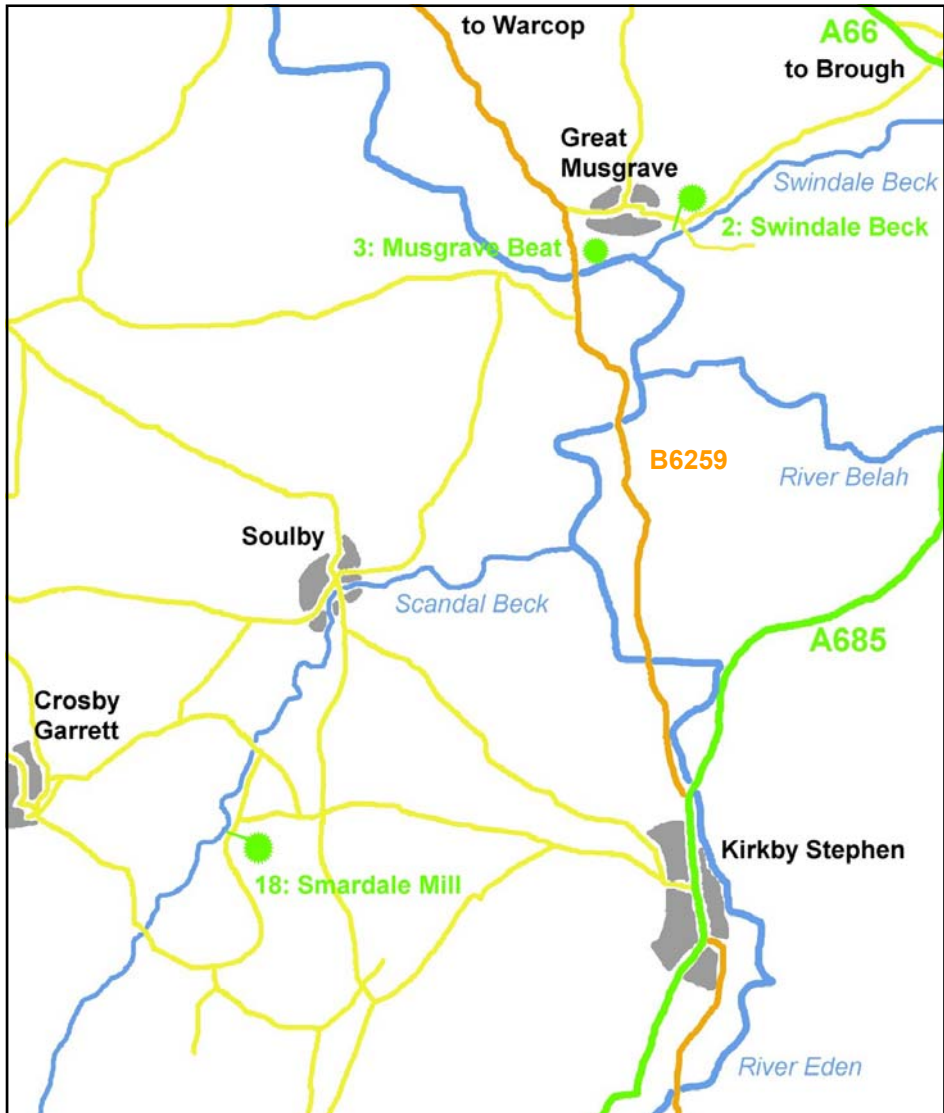 to Warcop
A66
to Brough
Great
Musgrave
Swindale Beck
2: Swindale Beck
3: Musgrave Beat
B6259
River Belah
Soulby
Scandal Beck
A685
Crosby
Garrett
Kirkby Stephen
18: Smardale Mill
River Eden